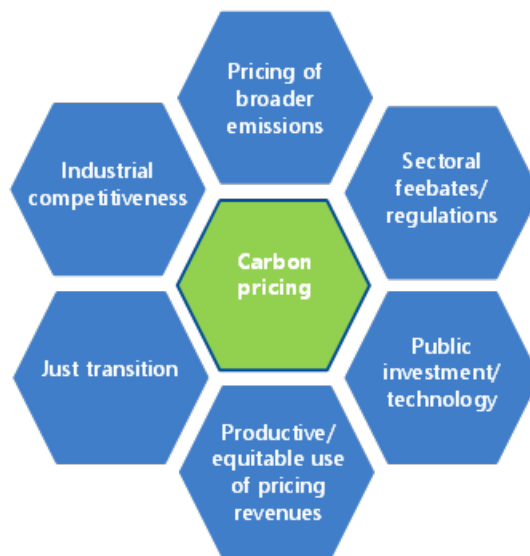 Pricing of
broader
emissions
Industrial
competitiveness
Sectoral
feebates/
regulations
Carbon
pricing
Just transition
Public
investment/
technology
Productive/
equitable use
of pricing
revenues